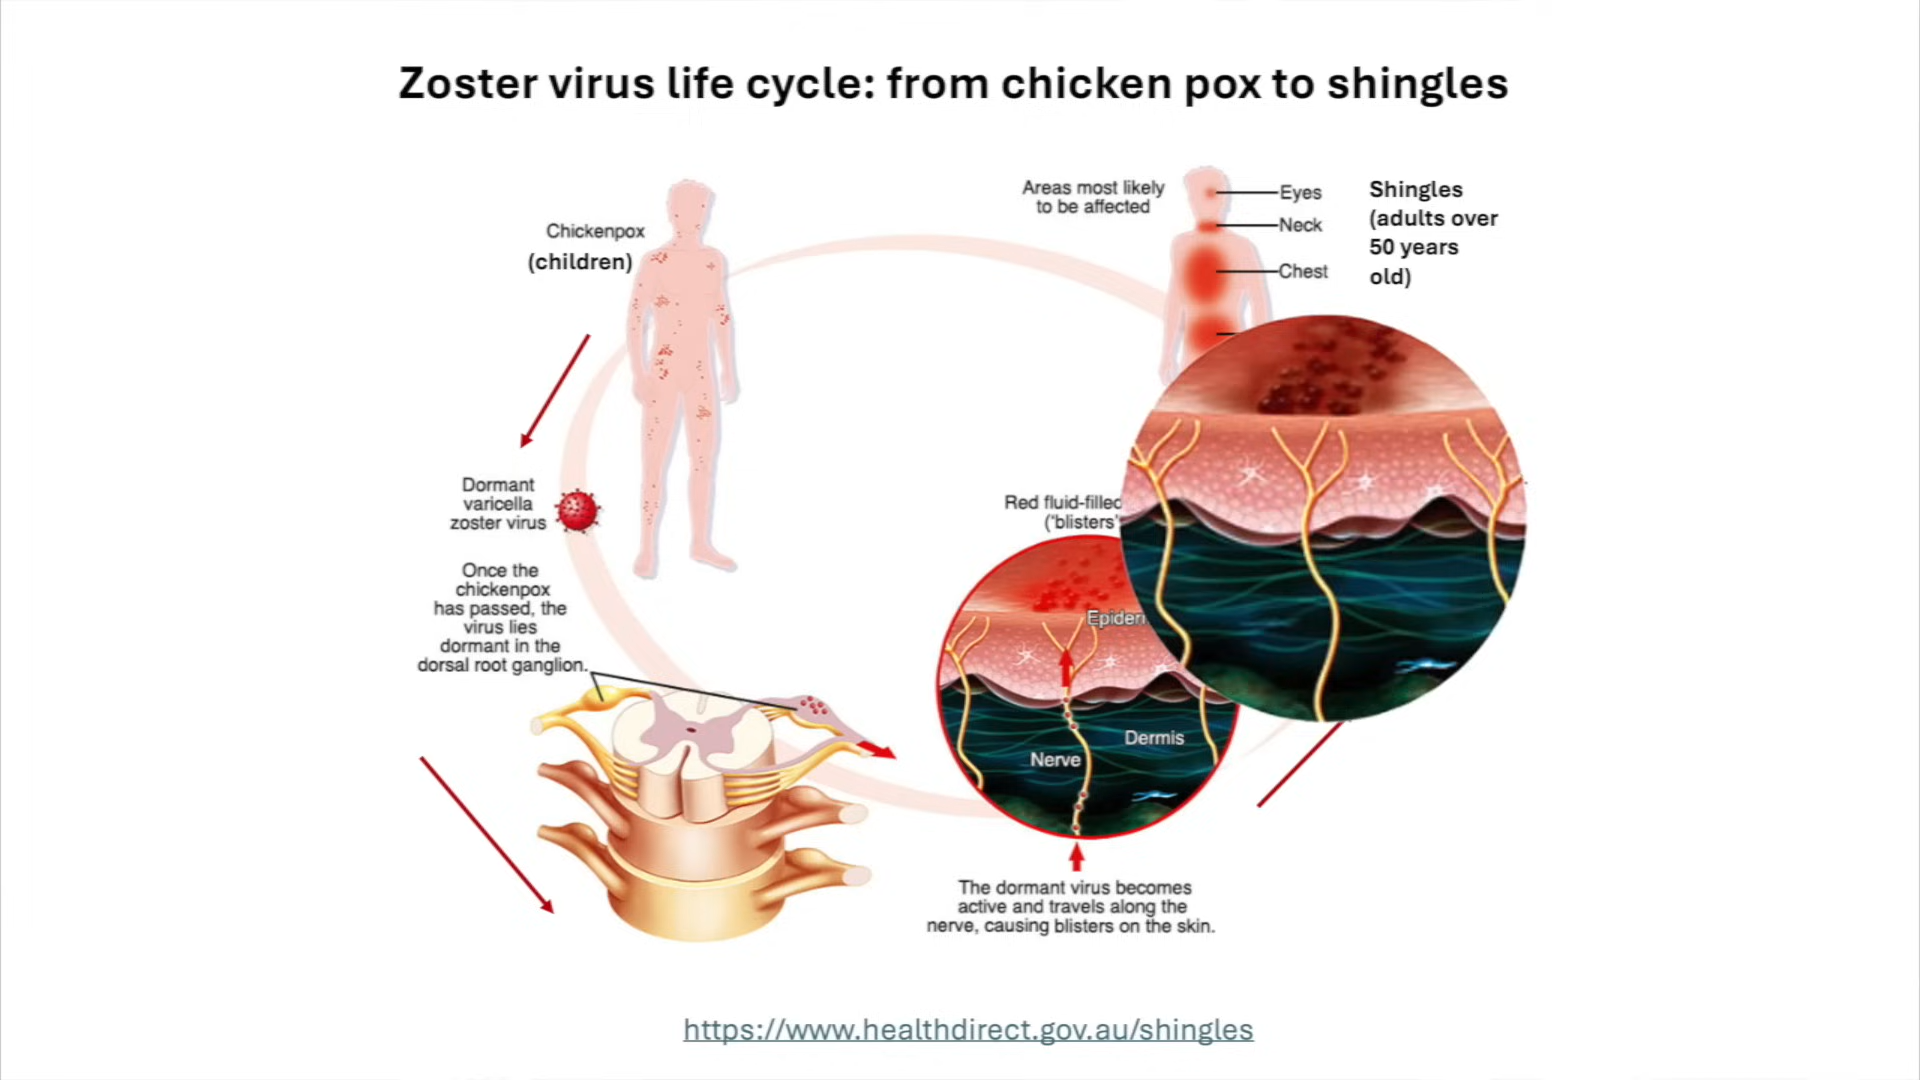 Zoster virus life cycle: from chicken pox to shingles
Chickenpox
(children)
Areas most likely
to be affected
Eyes
Neck
Chest
Shingles
(adults over
50 years
old)
Dormant
varicella
zoster virus
Once the
chickenpox
has passed, the
virus lies
dormant in the
dorsal root ganglion.
Red fluid-filled
('blisters'
Dermis
Nerve
The dormant virus becomes
active and travels along the
nerve, causing blisters on the skin.
https://www.healthdirect.gov.au/shingles